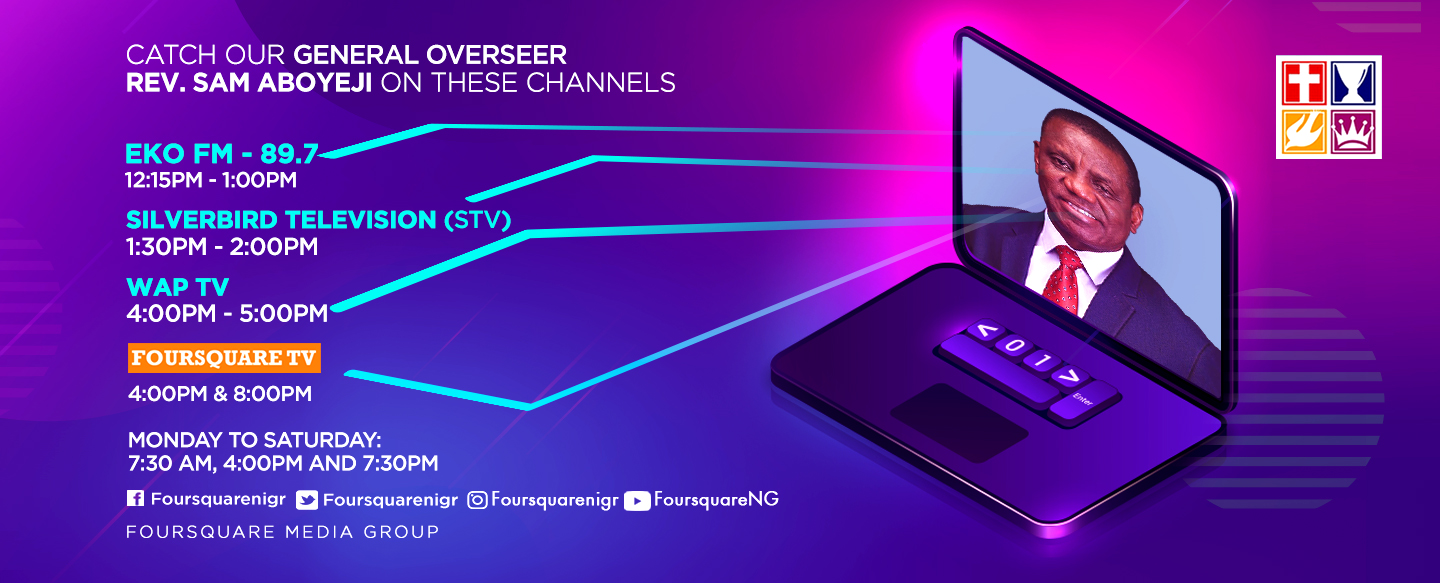 CATCH OUR GENERAL OVERSEER
REV. SAM ABOYEJI ON THESE CHANNELS
EKO FM - 89.7
12:15PM - 1:00PM
SILVERBIRD TELEVISION (STV)
1:30PM - 2:00PM
WAP TV
4:00PM - 5:00PM
FOURSQUARE TV
4:00PM & 8:00PM
MONDAY TO SATURDAY:
7:30 AM, 4:00PM AND 7:30PM
Foursquarenigr Foursquarenigr Foursquarenigr FoursquareNG
FOURSQUARE MEDIA GROUP
< 0 1 >
Enter